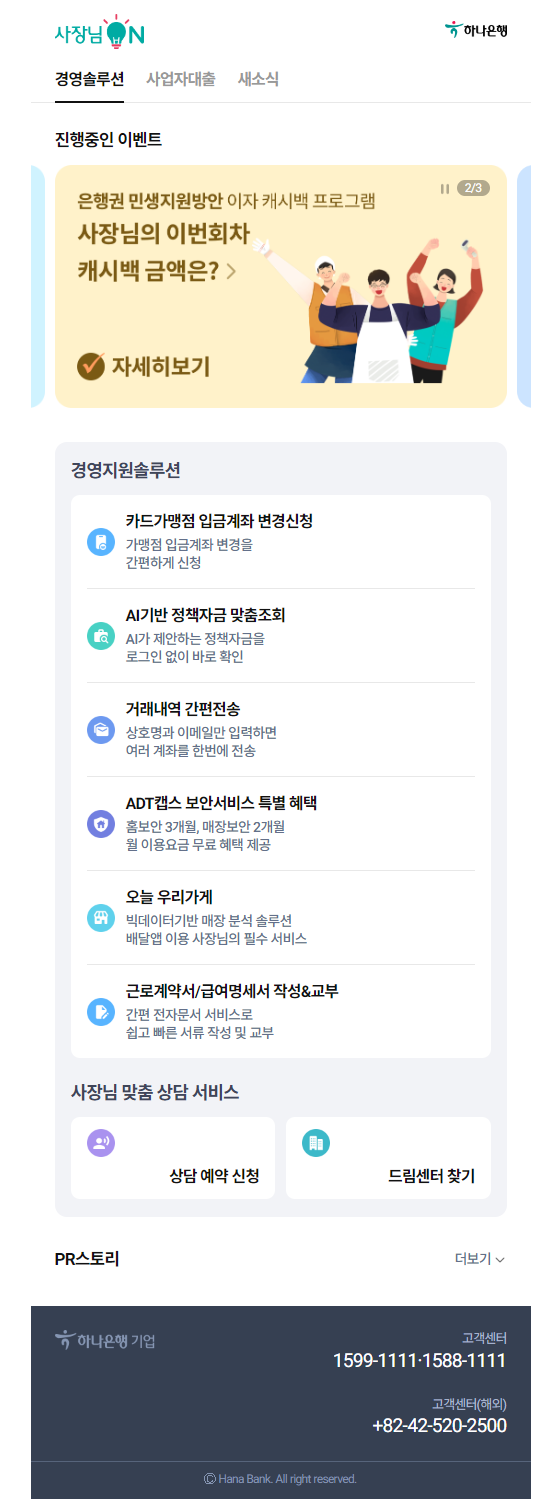 사장님ON
하나은행
경영솔루션 사업자대출 새소식
진행중인 이벤트
2/3
은행권 민생지원방안 이자 캐시백 프로그램
사장님의 이번회차
캐시백 금액은?
자세히보기
경영지원솔루션
카드가맹점 입금계좌 변경신청
가맹점 입금계좌 변경을
간편하게 신청
AI기반 정책자금 맞춤조회
AI가 제안하는 정책자금을
로그인 없이 바로 확인
거래내역 간편전송
상호명과 이메일만 입력하면
여러 계좌를 한번에 전송
ADT캡스 보안서비스 특별 혜택
홈보안 3개월, 매장보안 2개월
월 이용요금 무료 혜택 제공
오늘 우리가게
빅데이터기반 매장 분석 솔루션
배달앱 이용 사장님의 필수 서비스
근로계약서/급여명세서 작성&교부
간편 전자문서 서비스로
쉽고 빠른 서류 작성 및 교부
사장님 맞춤 상담 서비스
상담 예약 신청
드림센터 찾기
PR스토리
더보기
하나은행 기업
고객센터
1599-1111·1588-1111
고객센터(해외)
+82-42-520-2500
Ⓒ Hana Bank. All right reserved.